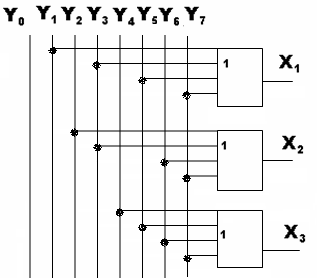 Y₀ Y₁ Y₂ Y₃ Y₄ Y₅ Y₆ Y₇
1 X₁
1 X₂
1 X₃